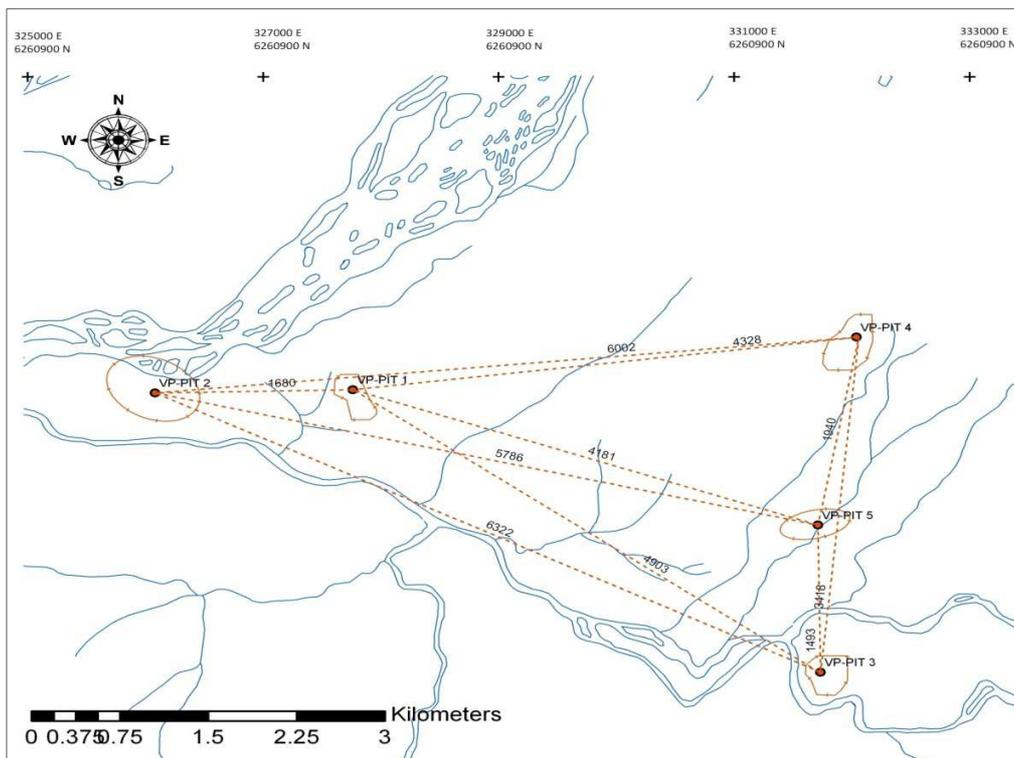 325000 E
6260900 N
327000 E
6260900 N
329000 E
6260900 N
331000 E
6260900 N
333000 E
6260900 N
N
W E
S
VP-PIT 4
6002
4328
VP-PIT 2
1680
VP-PIT 1
1940
4181
5786
VP-PIT 5
6322
4903
3418
1493
VP-PIT 3
Kilometers
0 0.375 0.75 1.5 2.25 3